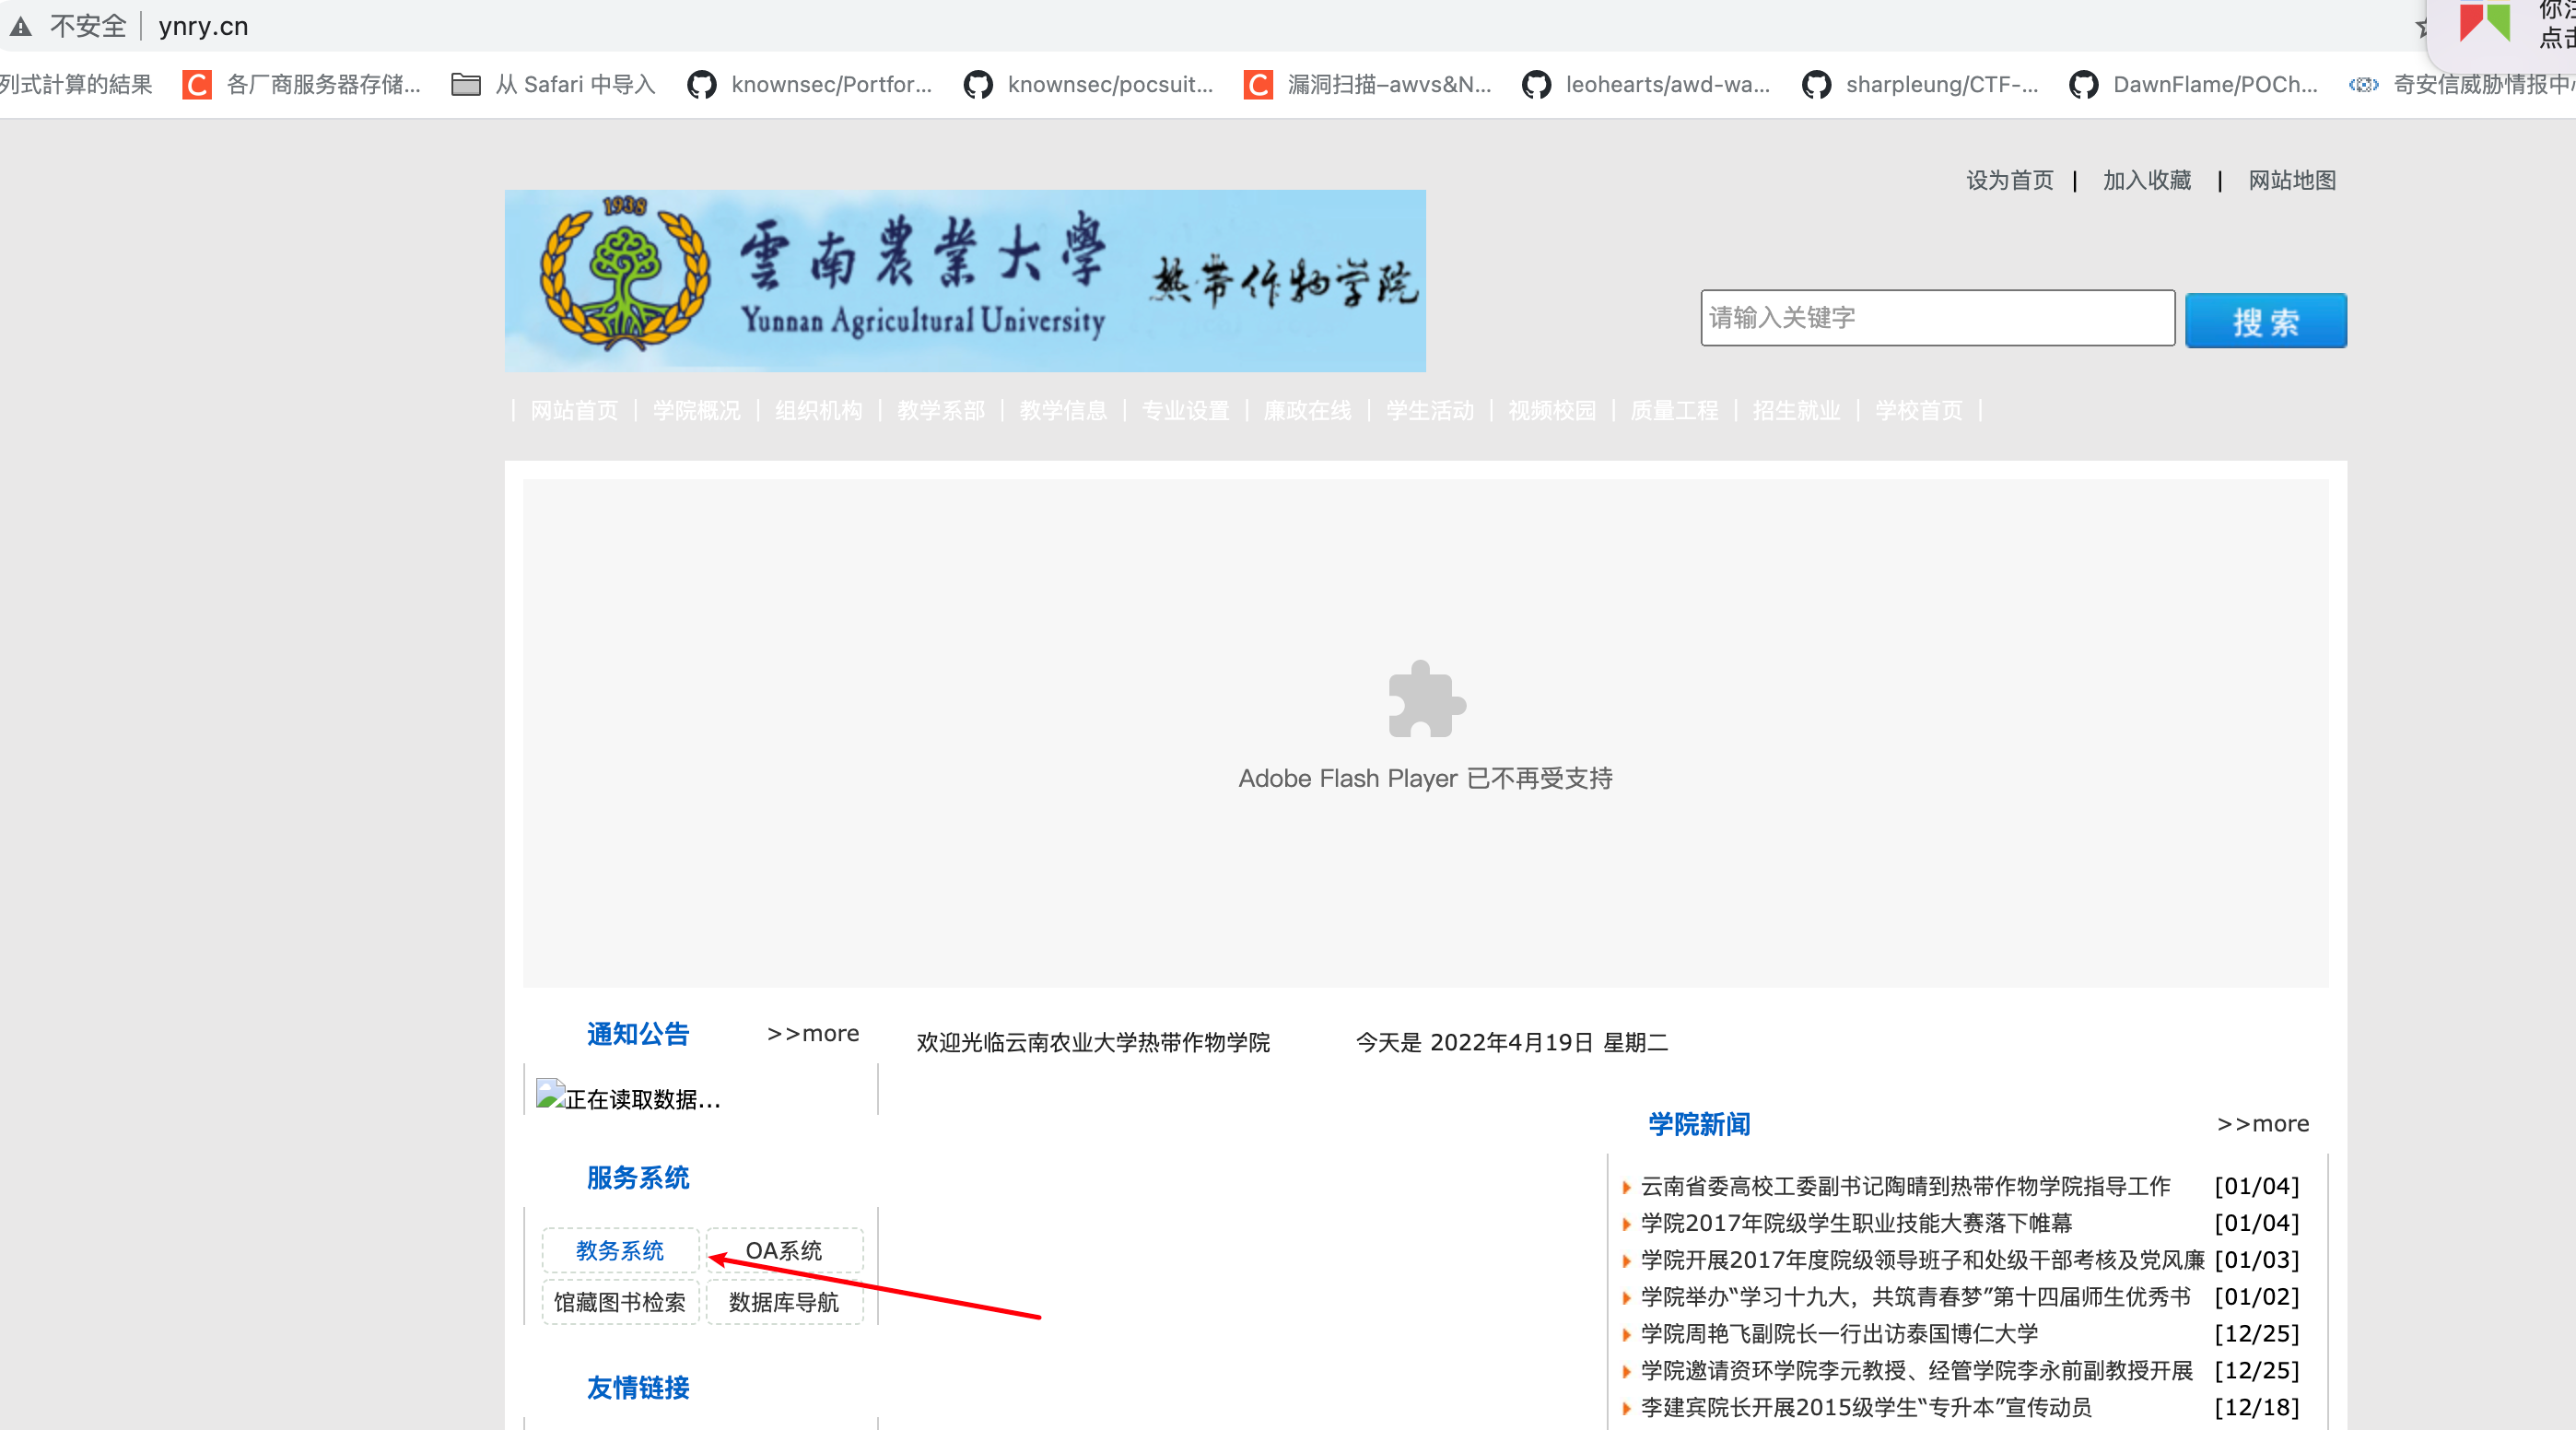 不安全 ynry.cn
你注
点击
列式計算的結果 各厂商服务器存储... 从 Safari 中导入 knownsec/Portfor... knownsec/pocsuit... 漏洞扫描-awvs&N... leohearts/awd-wa... sharpleung/CTF-... DawnFlame/POCh... 奇安信威胁情报中心
设为首页 | 加入收藏 | 网站地图
1938
雲南農業大學
Yunnan Agricultural University
热带作物学院
请输入关键字 搜索
| 网站首页 | 学院概况 | 组织机构 | 教学系部 | 教学信息 | 专业设置 | 廉政在线 | 学生活动 | 视频校园 | 质量工程 | 招生就业 | 学校首页 |
Adobe Flash Player 已不再受支持
通知公告 >>more
欢迎光临云南农业大学热带作物学院 今天是 2022年4月19日 星期二
正在读取数据...
服务系统
教务系统 OA系统
馆藏图书检索 数据库导航
友情链接
学院新闻 >>more
云南省委高校工委副书记陶晴到热带作物学院指导工作 [01/04]
学院2017年院级学生职业技能大赛落下帷幕 [01/04]
学院开展2017年度院级领导班子和处级干部考核及党风廉 [01/03]
学院举办“学习十九大，共筑青春梦”第十四届师生优秀书 [01/02]
学院周艳飞副院长一行出访泰国博仁大学 [12/25]
学院邀请资环学院李元教授、经管学院李永前副教授开展 [12/25]
李建宾院长开展2015级学生“专升本”宣传动员 [12/18]